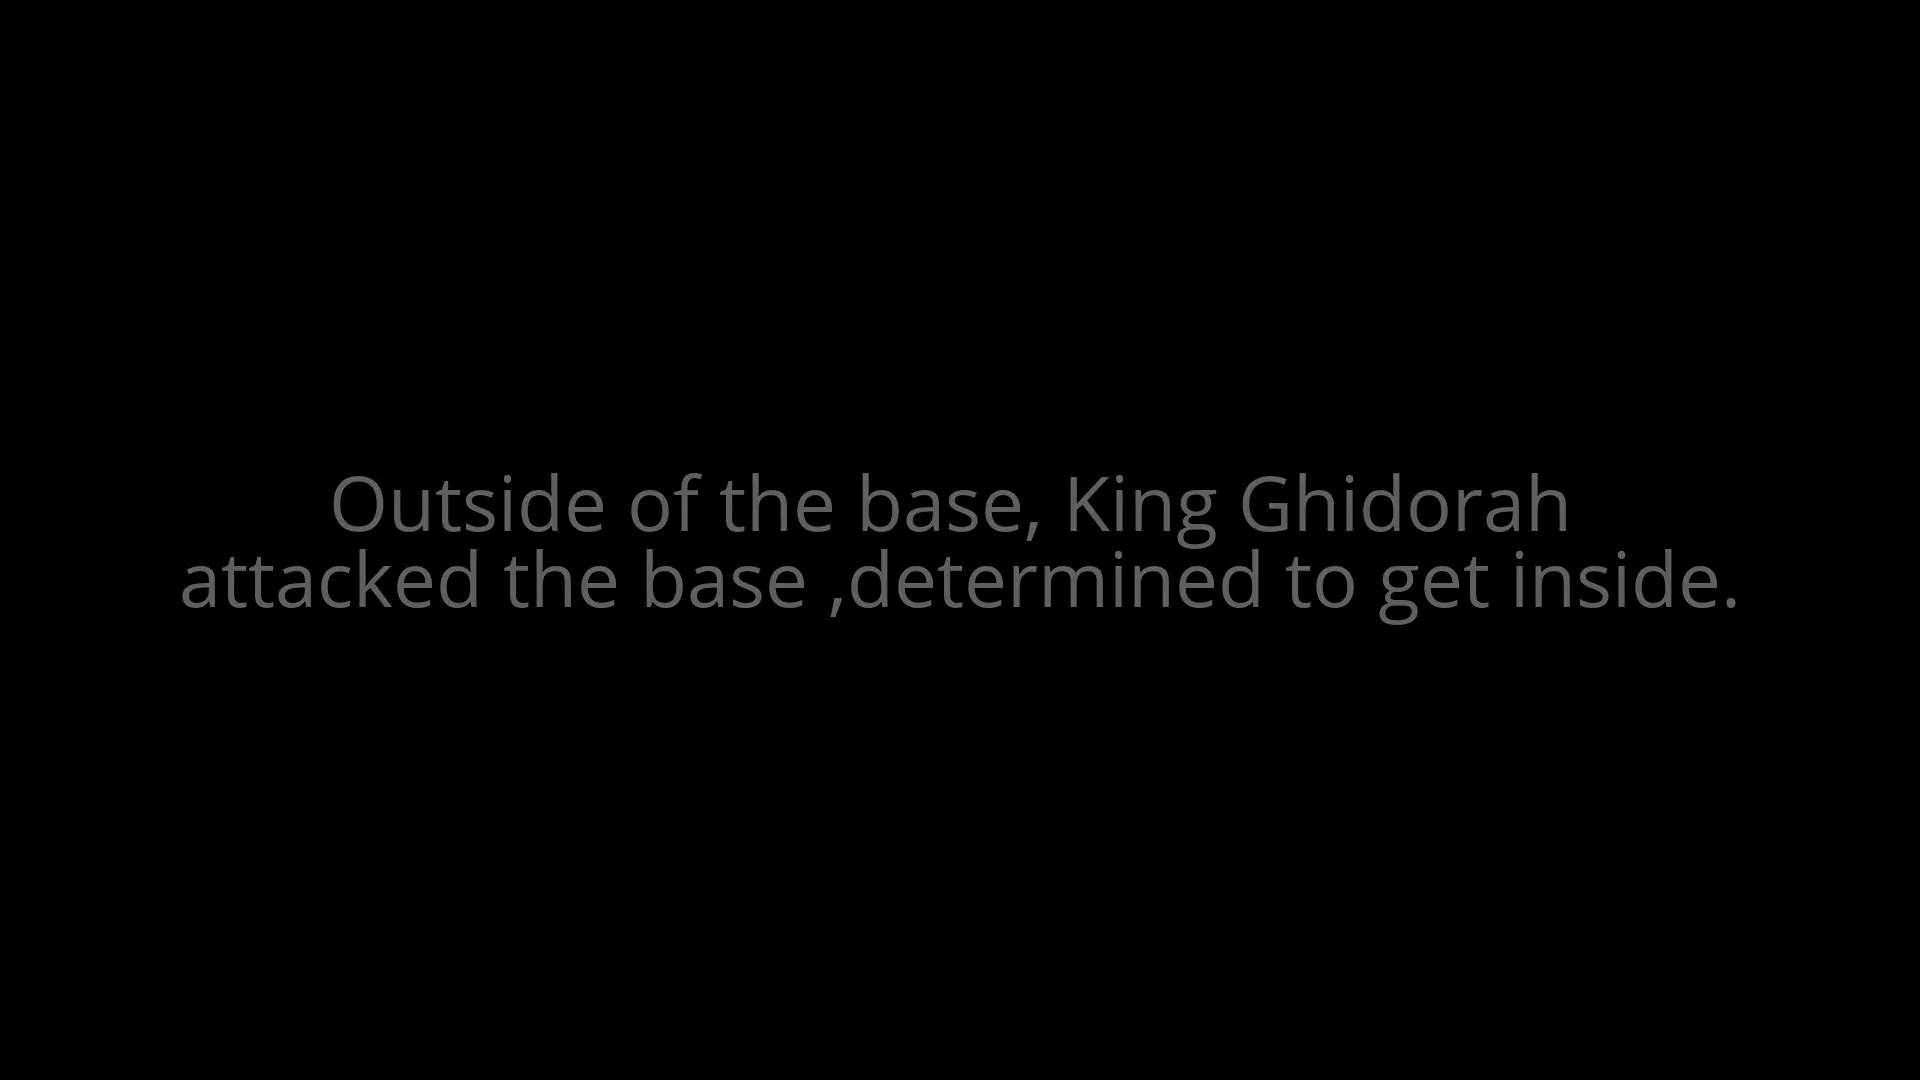 Outside of the base, King Ghidorah
attacked the base ,determined to get inside.